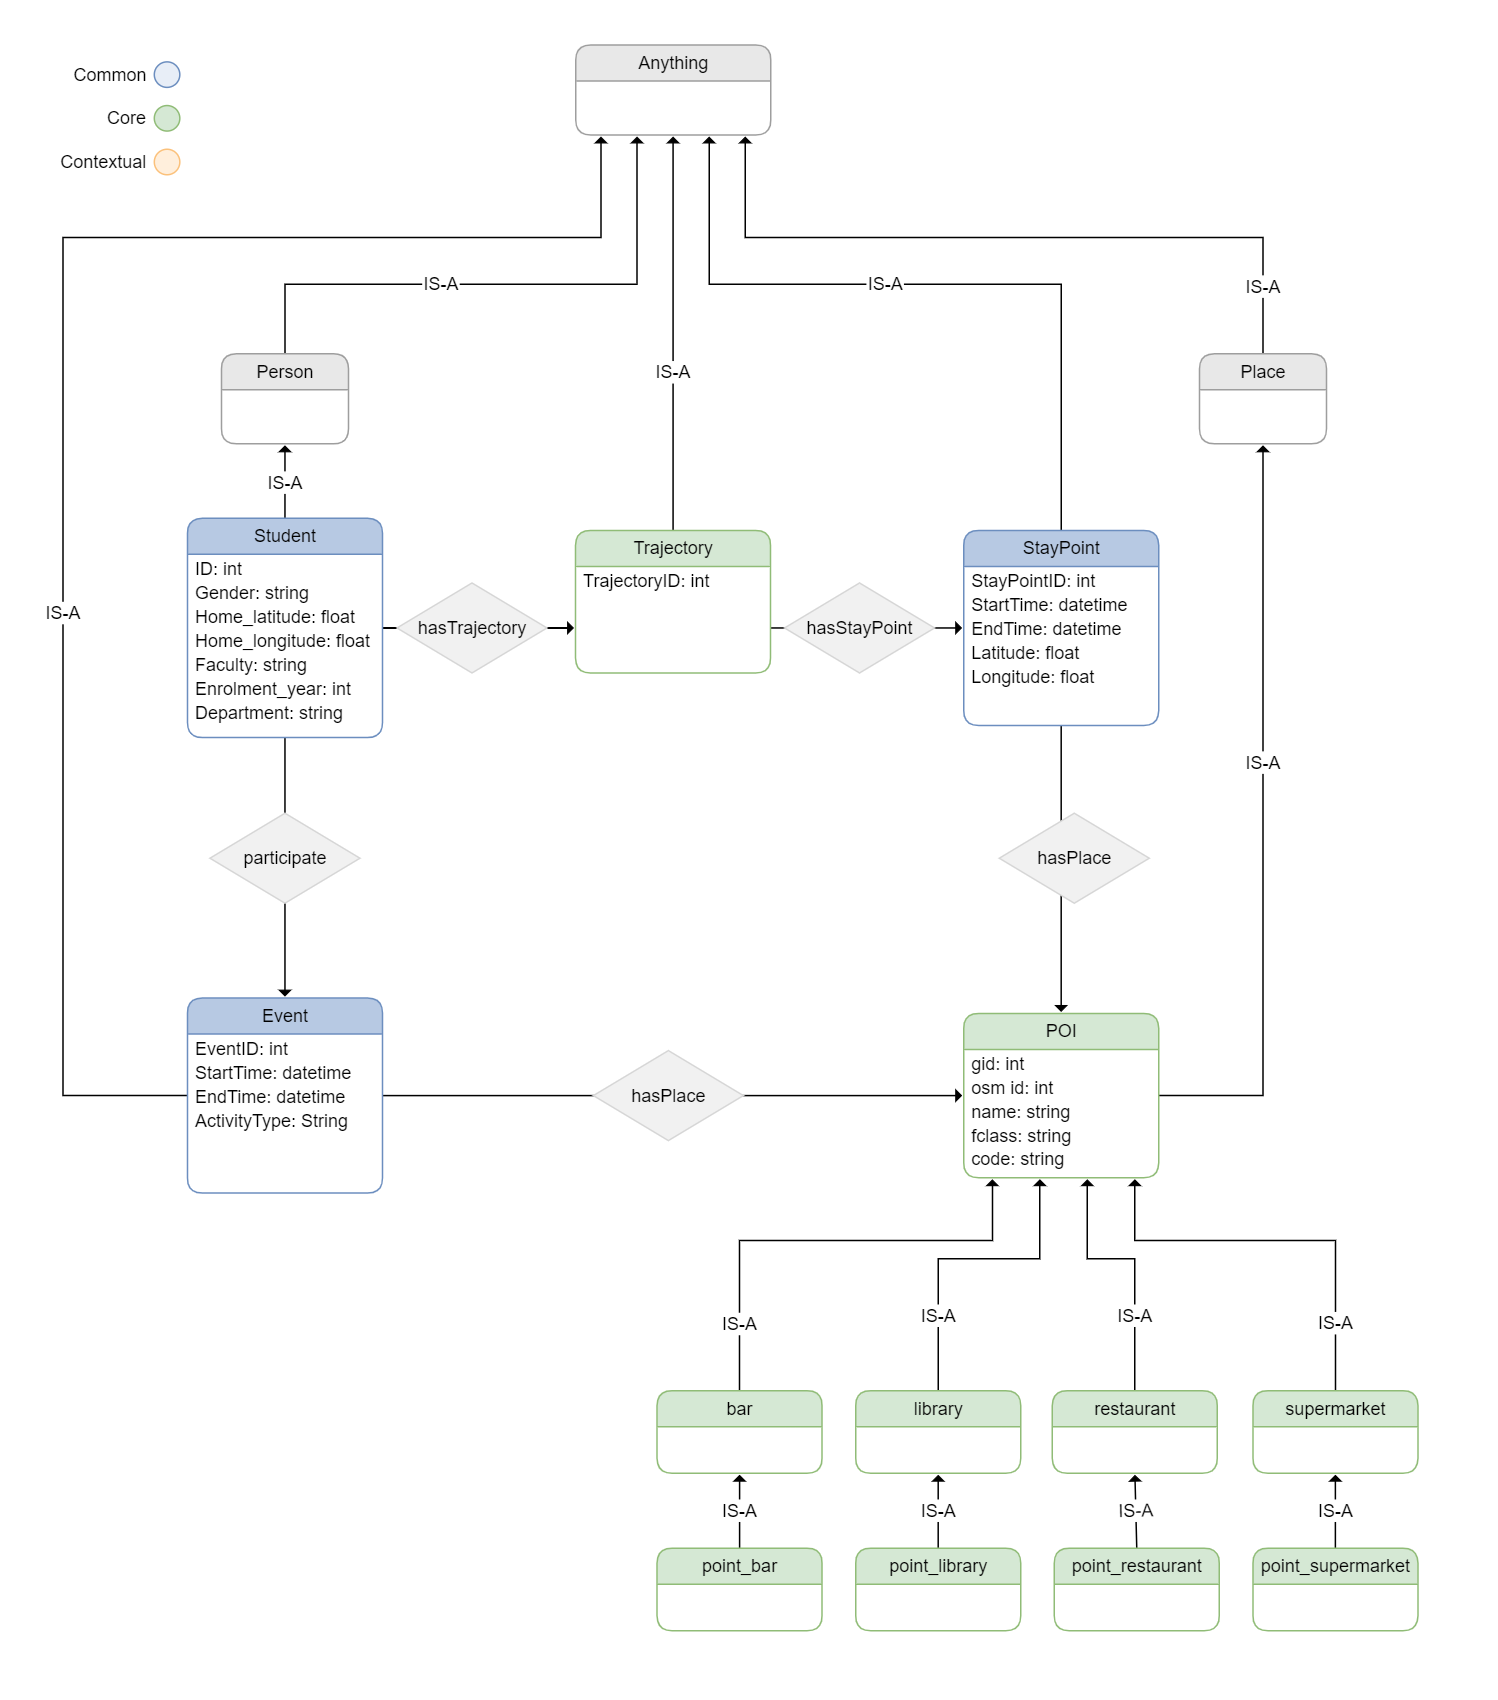 Anything
Common
Core
Contextual
IS-A
IS-A
IS-A
IS-A
Person
Place
IS-A
Student
ID: int
Gender: string
Home_latitude: float
Home_longitude: float
Faculty: string
Enrolment_year: int
Department: string
hasTrajectory
Trajectory
TrajectoryID: int
hasStayPoint
StayPoint
StayPointID: int
StartTime: datetime
EndTime: datetime
Latitude: float
Longitude: float
IS-A
IS-A
participate
hasPlace
Event
EventID: int
StartTime: datetime
EndTime: datetime
ActivityType: String
hasPlace
POI
gid: int
osm id: int
name: string
fclass: string
code: string
IS-A
IS-A
IS-A
IS-A
bar
library
restaurant
supermarket
IS-A
IS-A
IS-A
IS-A
point_bar
point_library
point_restaurant
point_supermarket